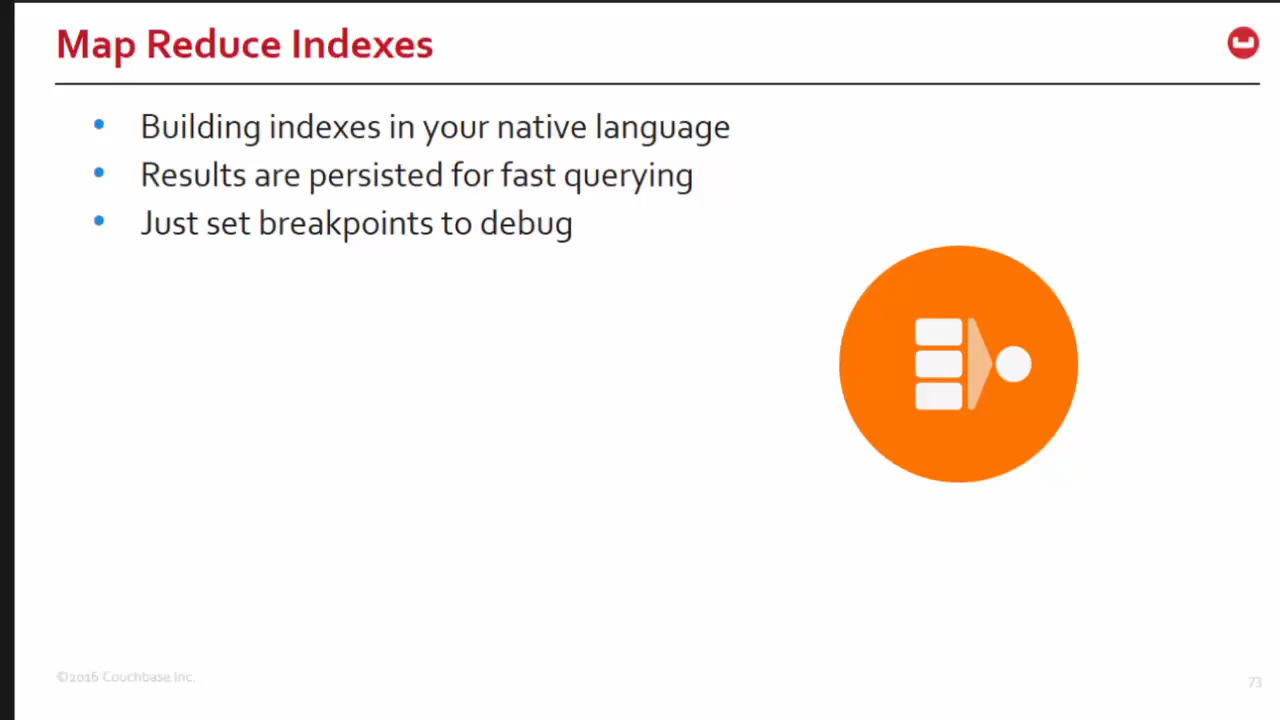 Map Reduce Indexes
• Building indexes in your native language
• Results are persisted for fast querying
• Just set breakpoints to debug
©2016 Couchbase Inc.
73